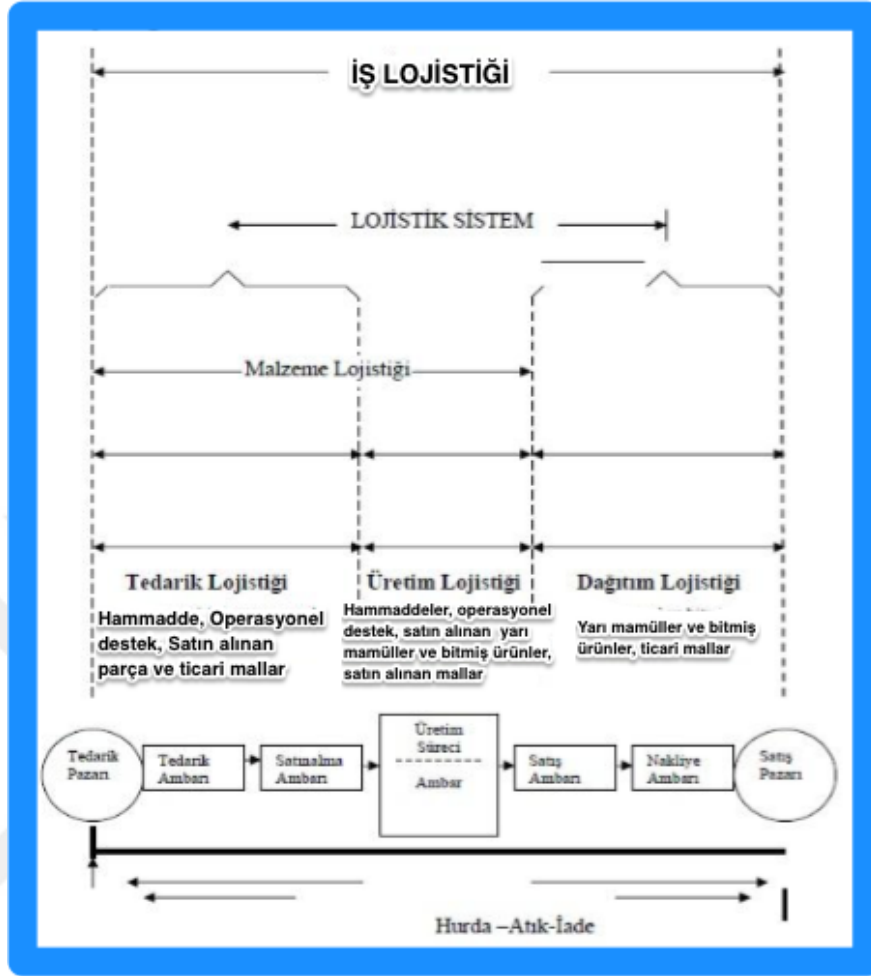 İŞ LOJİSTİĞİ
LOJİSTİK SİSTEM
Malzeme Lojistiği
Tedarik Lojistiği
Hammadde, Operasyonel
destek, Satın alınan
parça ve ticari mallar
Üretim Lojistiği
Hammaddeler, operasyonel
destek, satın alınan yarı
mamüller ve bitmiş ürünler,
satın alınan mallar
Dağıtım Lojistiği
Yarı mamüller ve bitmiş
ürünler, ticari mallar
Tedarik
Pazarı
Tedarik
Ambarı
Satınalma
Ambarı
Üretim
Süreci
Ambar
Satış
Ambarı
Nakliye
Ambarı
Satış
Pazarı
Hurda –Atık-İade